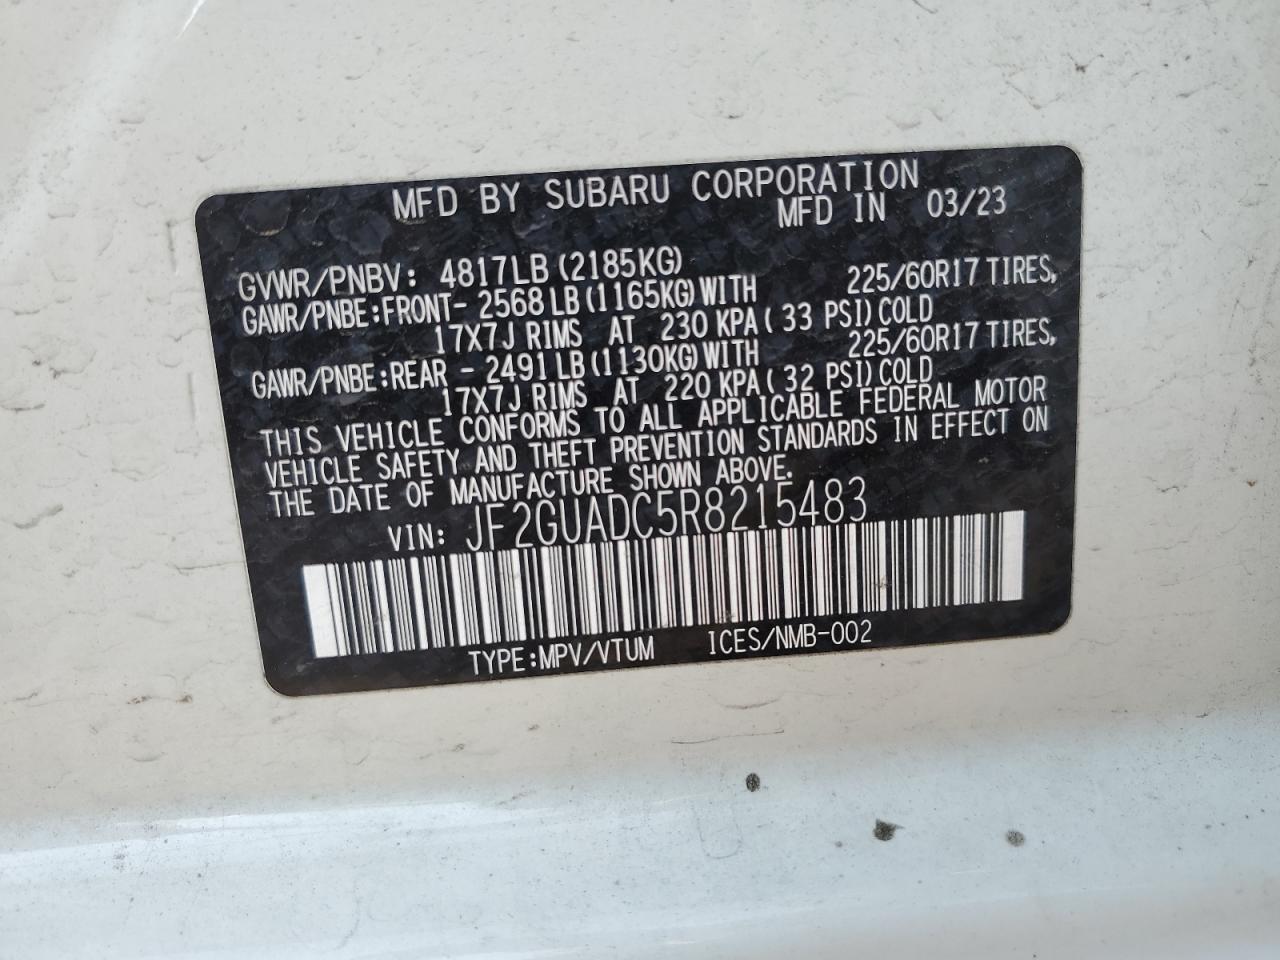 MFD BY SUBARU CORPORATION
MFD IN 03/23
GVWR/PNBV: 4817LB (2185KG)
GAWR/PNBE:FRONT- 2568 LB (1165KG) WITH 225/60R17 TIRES,
17X7J RIMS AT 230 KPA ( 33 PSI) COLD
GAWR/PNBE:REAR - 2491 LB (1130KG) WITH 225/60R17 TIRES,
17X7J RIMS AT 220 KPA ( 32 PSI) COLD
THIS VEHICLE CONFORMS TO ALL APPLICABLE FEDERAL MOTOR
VEHICLE SAFETY AND THEFT PREVENTION STANDARDS IN EFFECT ON
THE DATE OF MANUFACTURE SHOWN ABOVE.
VIN: JF2GUADC5R8215483
TYPE:MPV/VTUM ICES/NMB-002